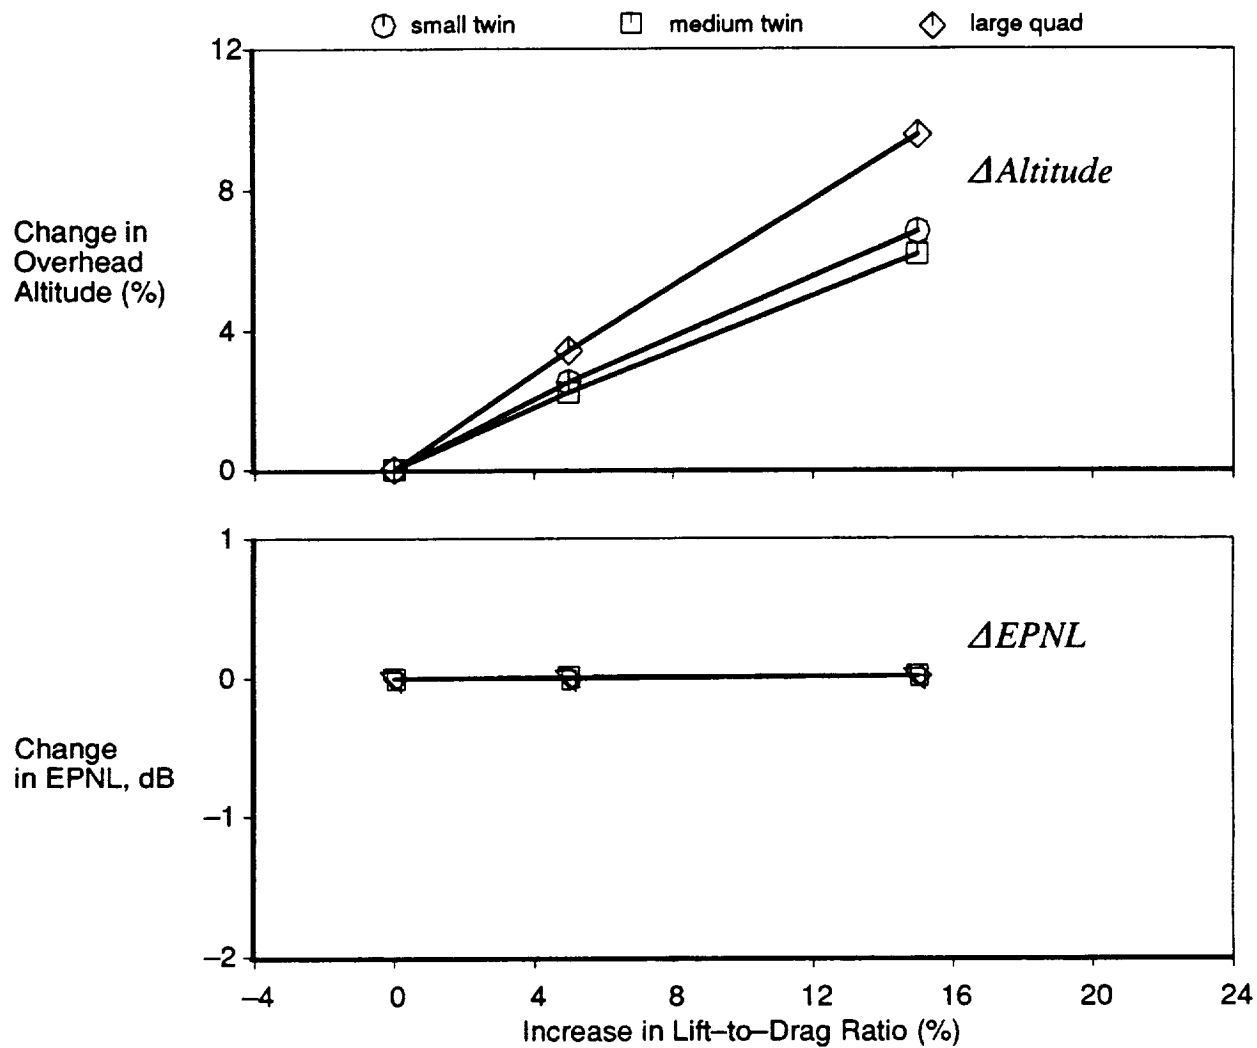 small twin medium twin large quad
12
8
4
0
Change in
Overhead
Altitude (%)
ΔAltitude
1
0
–1
–2
Change
in EPNL, dB
ΔEPNL
–4 0 4 8 12 16 20 24
Increase in Lift–to–Drag Ratio (%)